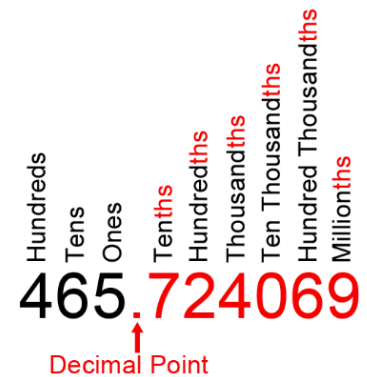 Hundreds
Tens
Ones
Tenths
Hundredths
Thousandths
Ten Thousandths
Hundred Thousandths
Millionths
465.724069
Decimal Point